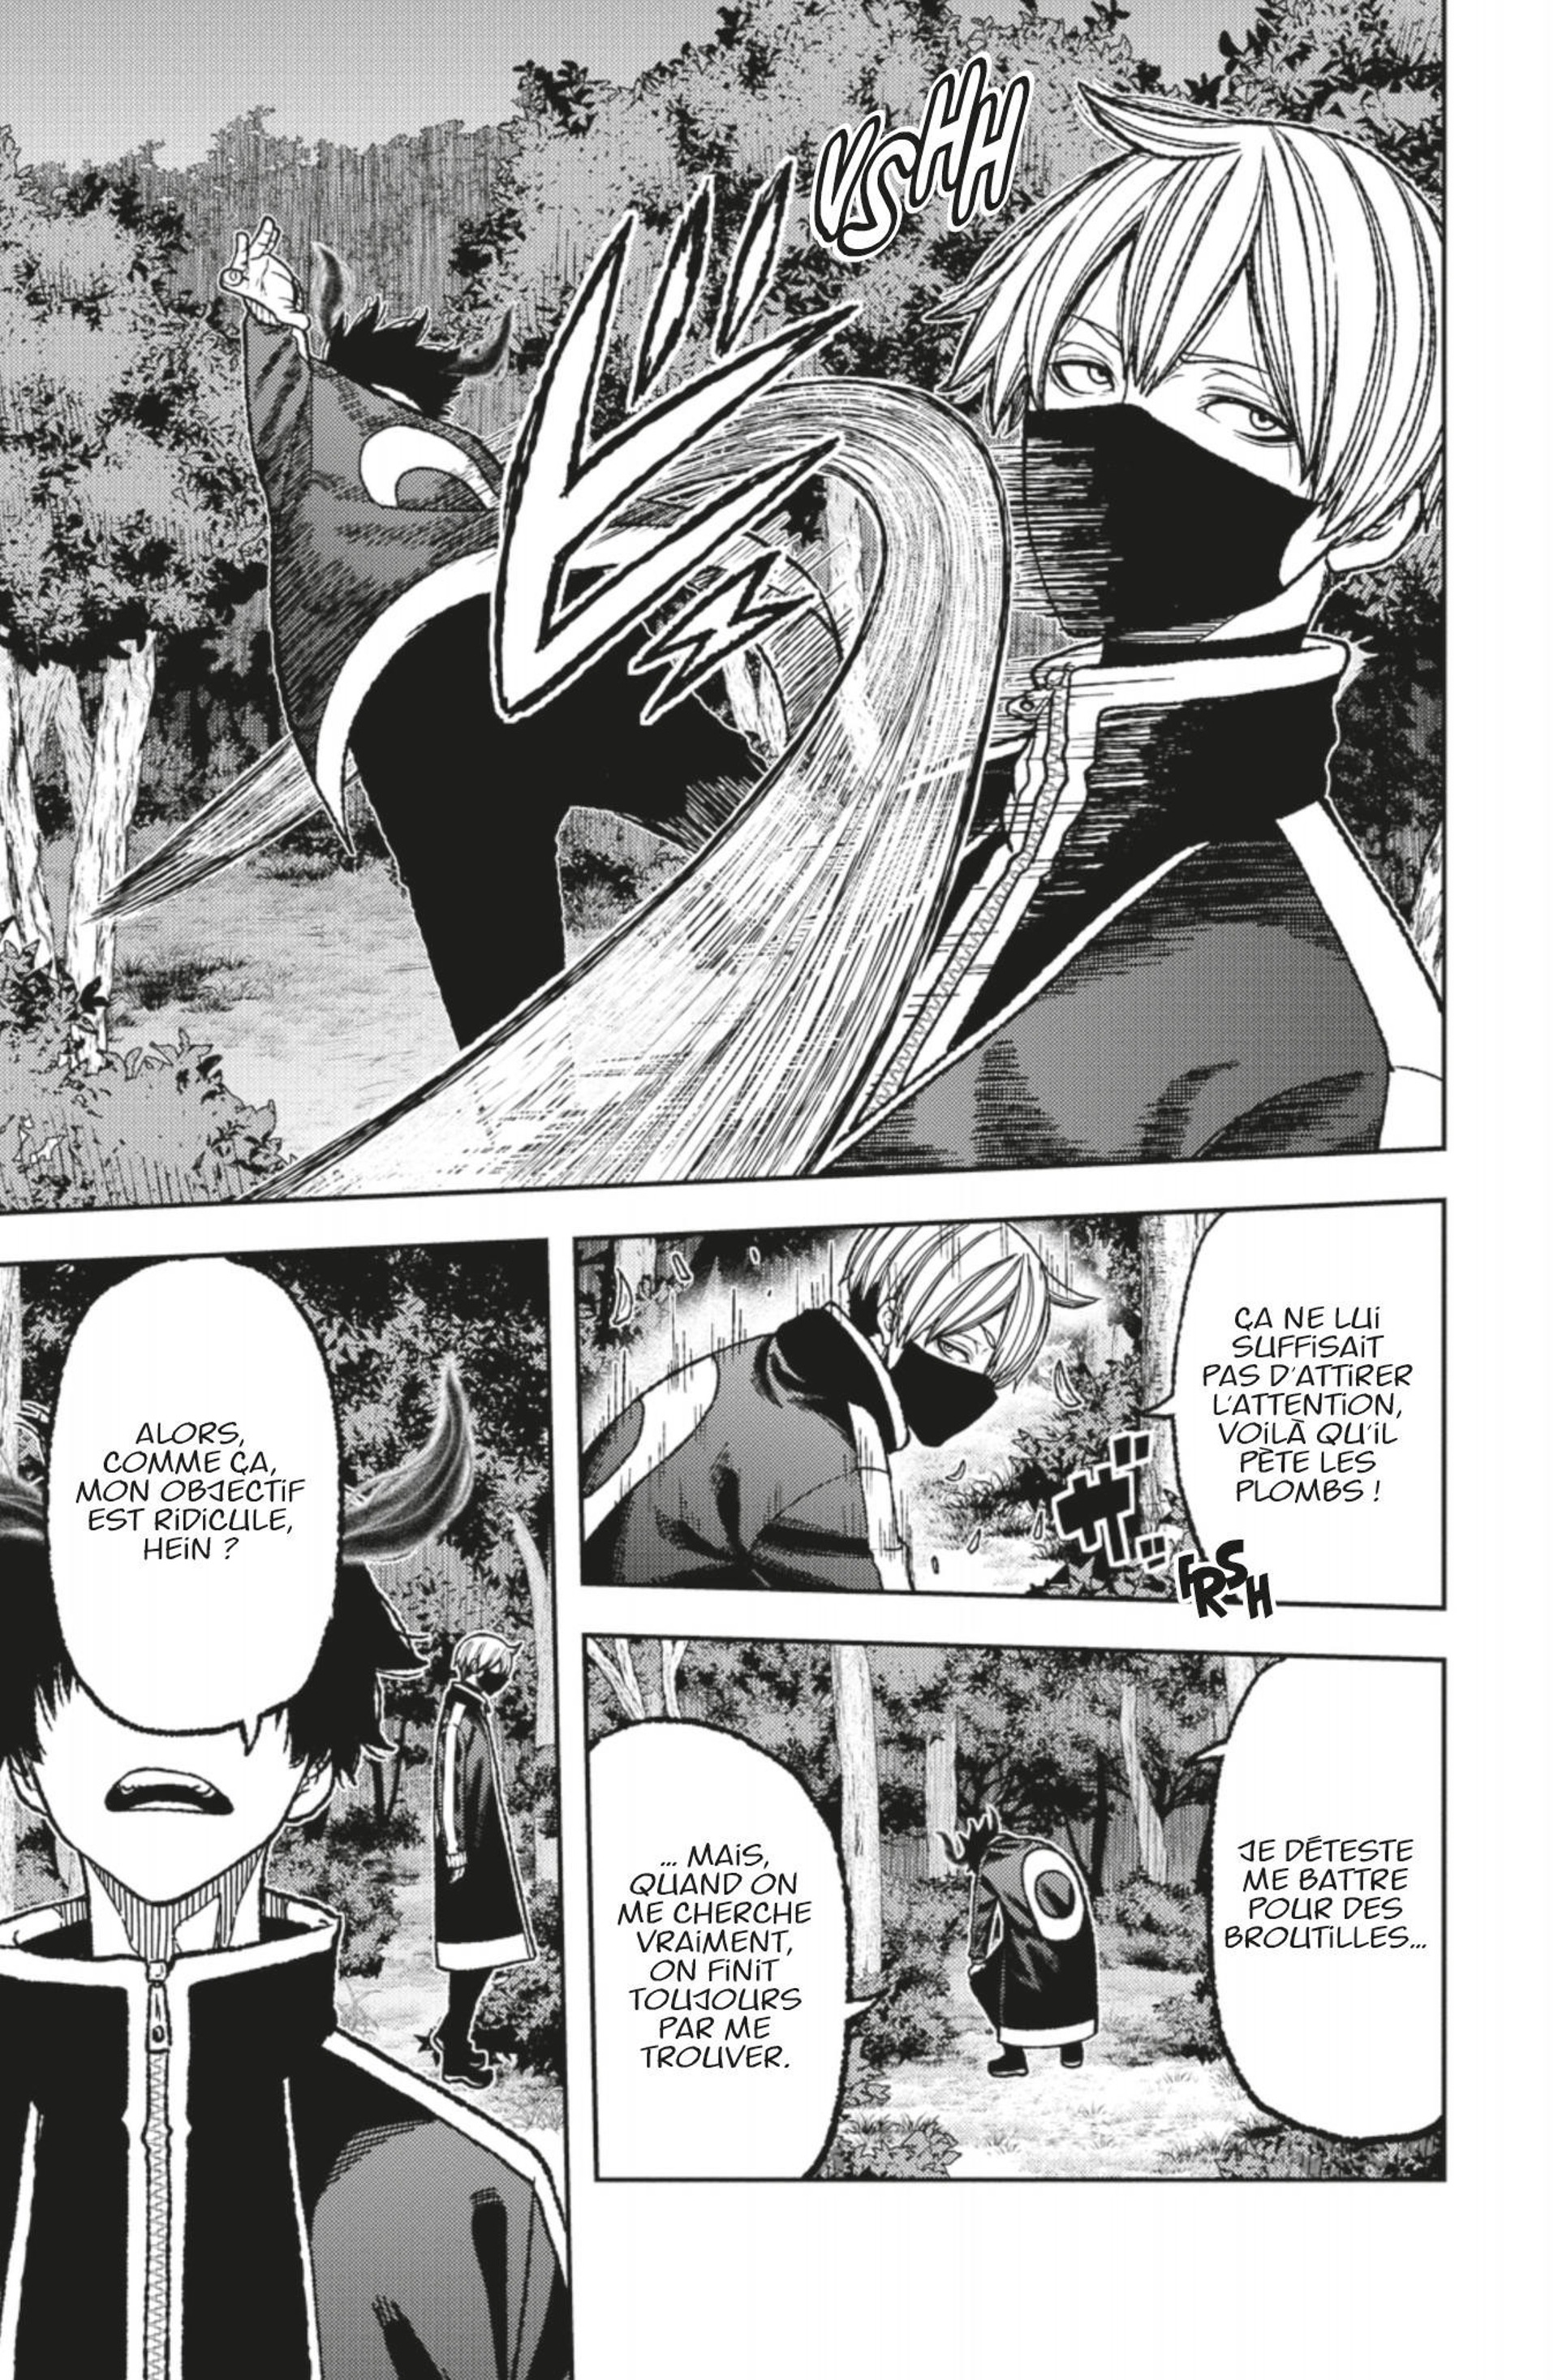 VSHH
ÇA NE LUI
SUFFISAIT
PAS D'ATTIRER
L'ATTENTION,
VOILÀ QU'IL
PÈTE LES
PLOMBS !
ザッ
FRSH
JE DÉTESTE
ME BATTRE
POUR DES
BROUTILLES...
... MAIS,
QUAND ON
ME CHERCHE
VRAIMENT,
ON FINIT
TOUJOURS
PAR ME
TROUVER.
ALORS,
COMME ÇA,
MON OBJECTIF
EST RIDICULE,
HEIN ?